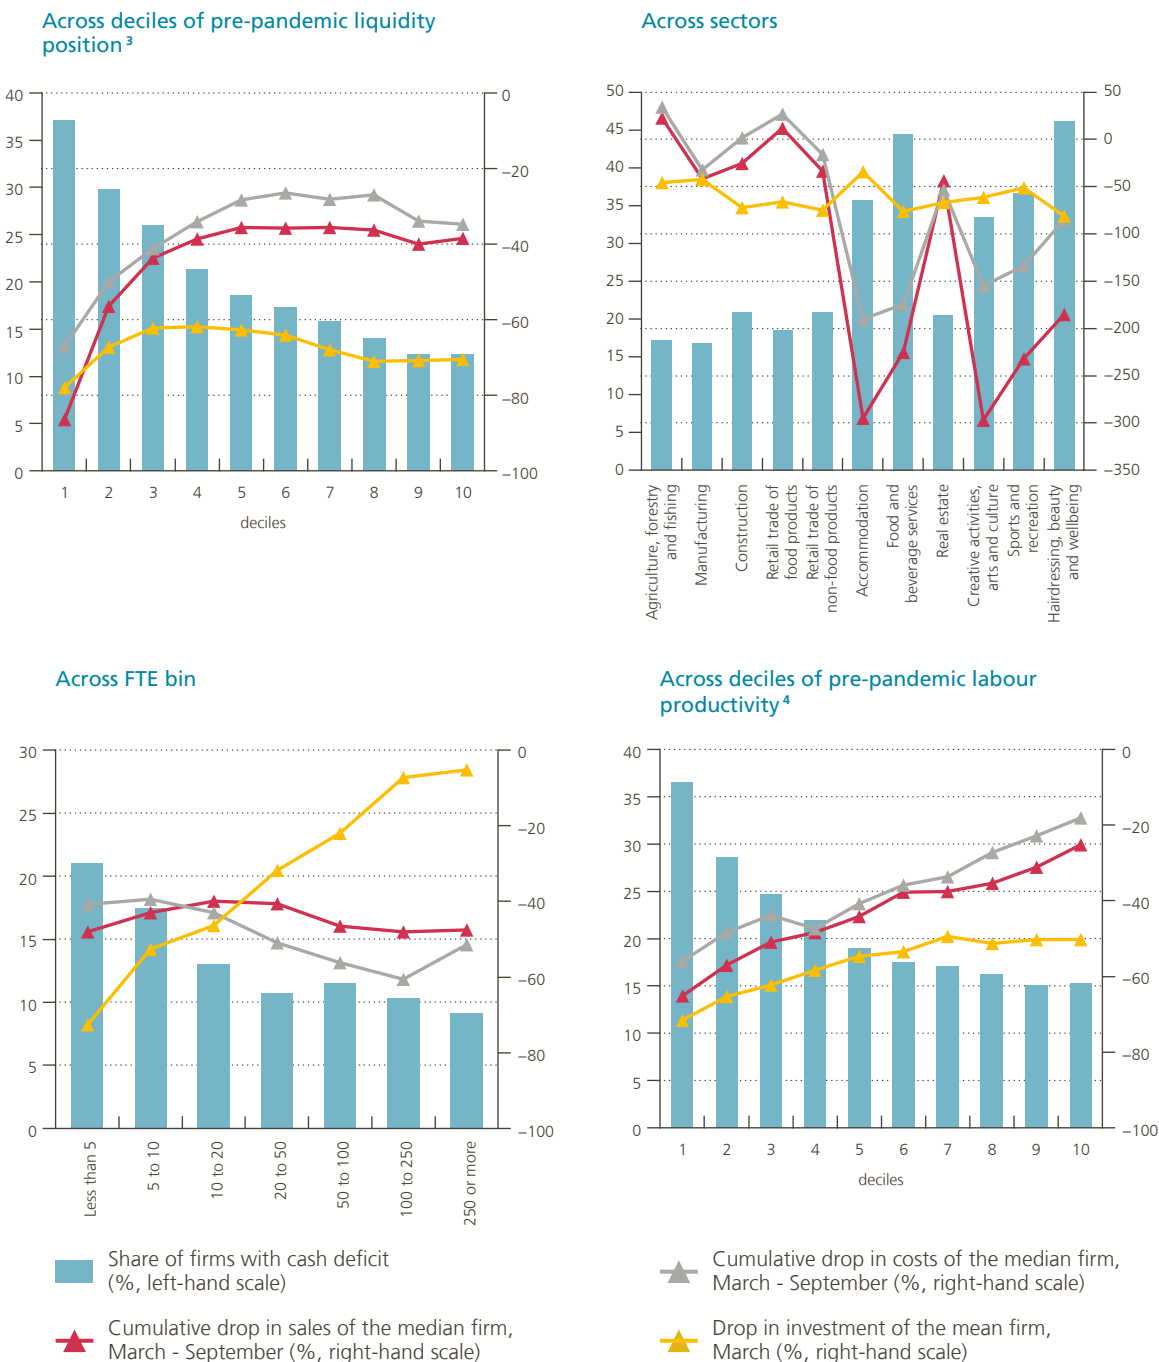 Across deciles of pre-pandemic liquidity
position³
40
35
30
25
20
15
10
5
0
0
−20
−40
−60
−80
−100
1 2 3 4 5 6 7 8 9 10
deciles
Across sectors
50
45
40
35
30
25
20
15
10
5
0
50
0
−50
−100
−150
−200
−250
−300
−350
Agriculture, forestry
and fishing
Manufacturing
Construction
Retail trade of
food products
Retail trade of
non-food products
Accommodation
Food and
beverage services
Real estate
Creative activities,
arts and culture
Sports and
recreation
Hairdressing, beauty
and wellbeing
Across FTE bin
30
25
20
15
10
5
0
0
−20
−40
−60
−80
−100
Less than 5
5 to 10
10 to 20
20 to 50
50 to 100
100 to 250
250 or more
Across deciles of pre-pandemic labour
productivity⁴
40
35
30
25
20
15
10
5
0
0
−20
−40
−60
−80
−100
1 2 3 4 5 6 7 8 9 10
deciles
Share of firms with cash deficit
(%, left-hand scale)
Cumulative drop in sales of the median firm,
March - September (%, right-hand scale)
Cumulative drop in costs of the median firm,
March - September (%, right-hand scale)
Drop in investment of the mean firm,
March (%, right-hand scale)